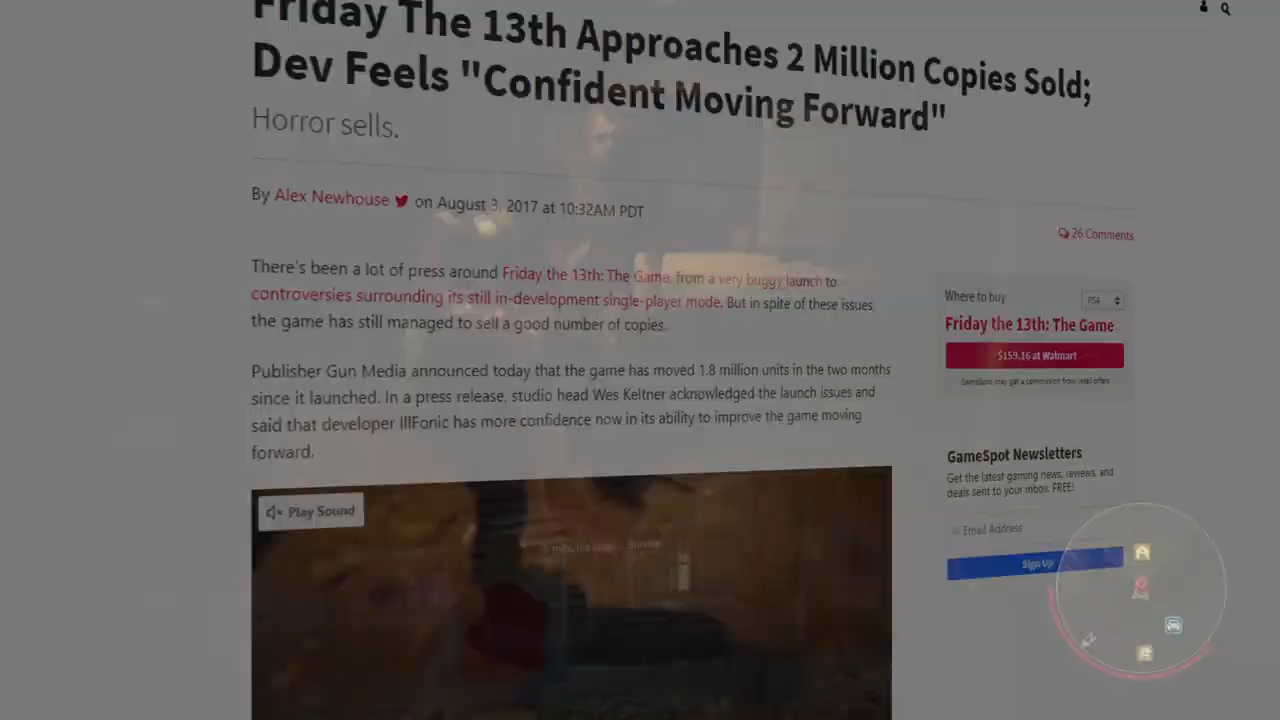 Friday The 13th Approaches 2 Million Copies Sold;
Dev Feels "Confident Moving Forward"
Horror sells.
By Alex Newhouse on August 3, 2017 at 10:32AM PDT
26 Comments
There's been a lot of press around Friday the 13th: The Game, from a very buggy launch to
controversies surrounding its still in-development single-player mode. But in spite of these issues,
the game has still managed to sell a good number of copies.
Publisher Gun Media announced today that the game has moved 1.8 million units in the two months
since it launched. In a press release, studio head Wes Keltner acknowledged the launch issues and
said that developer IllFonic has more confidence now in its ability to improve the game moving
forward.
Play Sound
Where to buy
PS4
Friday the 13th: The Game
$159.16 at Walmart
GameSpot may get a commission from retail offers
GameSpot Newsletters
Get the latest gaming news, reviews, and
deals sent to your inbox. FREE!
Email Address
Sign Up